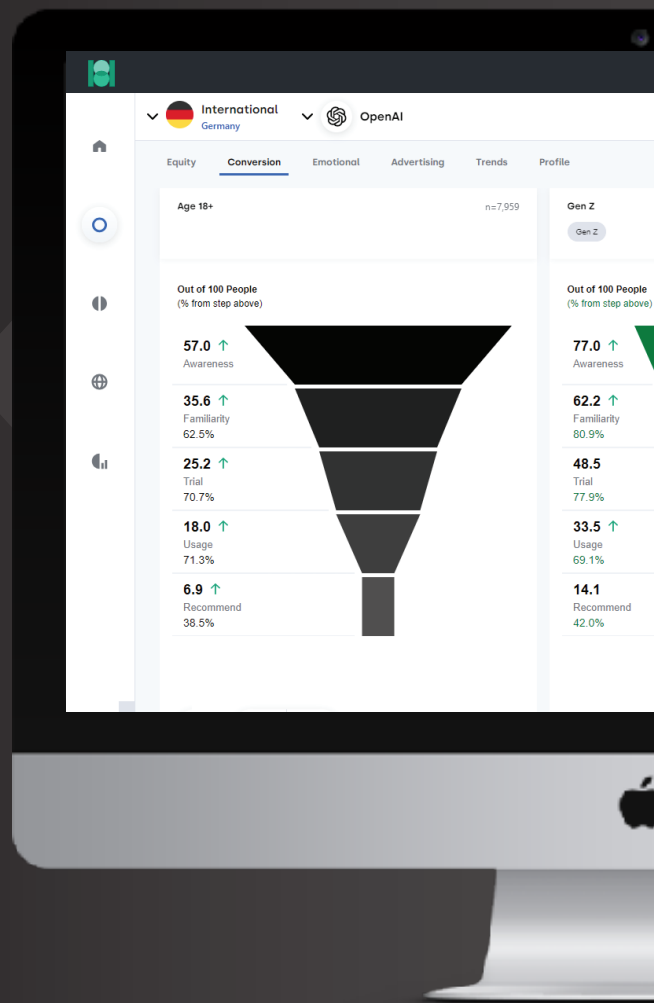 International
Germany
OpenAI
Equity Conversion Emotional Advertising Trends Profile
Age 18+ n=7,959
Out of 100 People
(% from step above)
57.0 ↑
Awareness
35.6 ↑
Familiarity
62.5%
25.2 ↑
Trial
70.7%
18.0 ↑
Usage
71.3%
6.9 ↑
Recommend
38.5%
Gen Z
Gen Z
Out of 100 People
(% from step above)
77.0 ↑
Awareness
62.2 ↑
Familiarity
80.9%
48.5
Trial
77.9%
33.5 ↑
Usage
69.1%
14.1
Recommend
42.0%